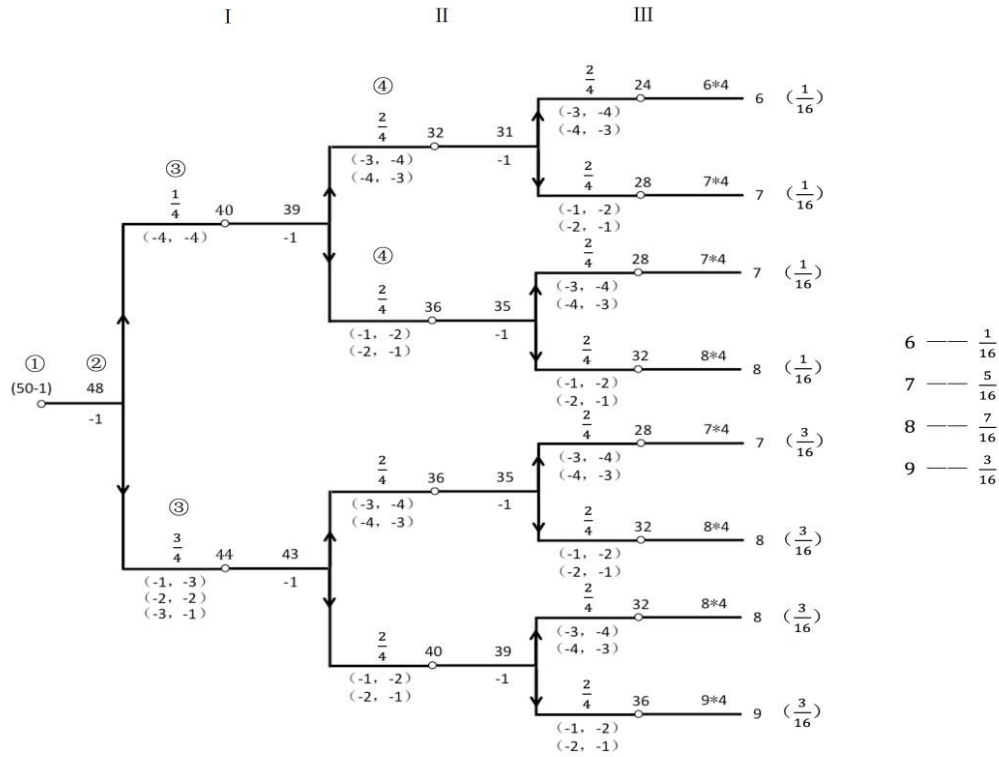 I II III
④ 2/4 24 6*4 6 (1/16)
2/4 32 31 (-3, -4)
(-3, -4) -1 (-4, -3)
(-4, -3)
③ 2/4 28 7*4 7 (1/16)
1/4 40 39 (-1, -2)
(-4, -4) -1 (-2, -1)
④ 2/4 28 7*4 7 (1/16)
2/4 36 35 (-3, -4)
(-1, -2) -1 (-4, -3)
(-2, -1)
2/4 32 8*4 8 (1/16)
(-1, -2)
(-2, -1)
① ②
(50-1) 48
-1
2/4 28 7*4 7 (3/16)
2/4 36 35 (-3, -4)
(-3, -4) -1 (-4, -3)
(-4, -3)
③ 2/4 32 8*4 8 (3/16)
3/4 44 43 (-1, -2)
(-1, -3) -1 (-2, -1)
(-2, -2)
(-3, -1)
2/4 32 8*4 8 (3/16)
2/4 40 39 (-3, -4)
(-1, -2) -1 (-4, -3)
(-2, -1)
2/4 36 9*4 9 (3/16)
(-1, -2)
(-2, -1)
6 —— 1/16
7 —— 5/16
8 —— 7/16
9 —— 3/16